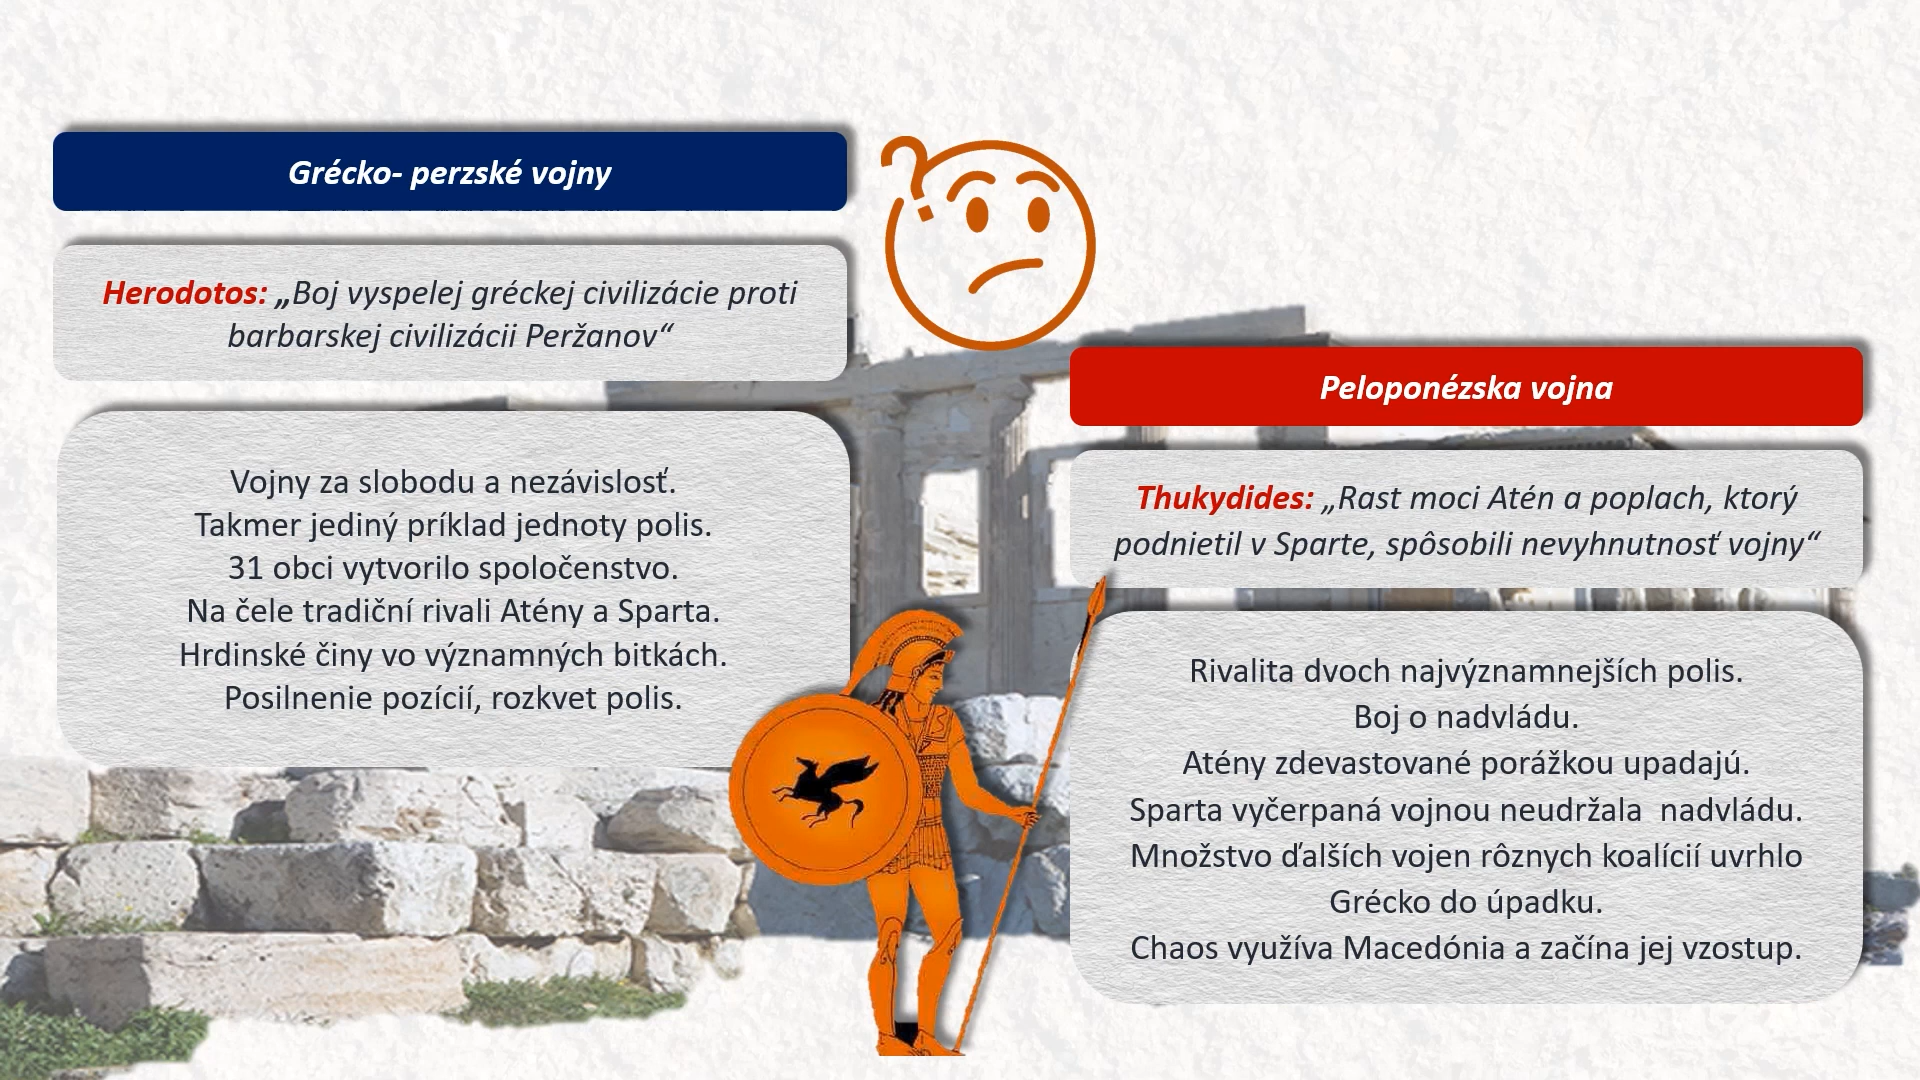 Grécko- perzské vojny
Herodotos: „Boj vyspelej gréckej civilizácie proti
barbarskej civilizácii Peržanov“
Vojny za slobodu a nezávislosť.
Takmer jediný príklad jednoty polis.
31 obci vytvorilo spoločenstvo.
Na čele tradiční rivali Atény a Sparta.
Hrdinské činy vo významných bitkách.
Posilnenie pozícií, rozkvet polis.
?
Peloponézska vojna
Thukydides: „Rast moci Atén a poplach, ktorý
podnietil v Sparte, spôsobili nevyhnutnosť vojny“
Rivalita dvoch najvýznamnejších polis.
Boj o nadvládu.
Atény zdevastované porážkou upadajú.
Sparta vyčerpaná vojnou neudržala  nadvládu.
Množstvo ďalších vojen rôznych koalícií uvrhlo
Grécko do úpadku.
Chaos využíva Macedónia a začína jej vzostup.